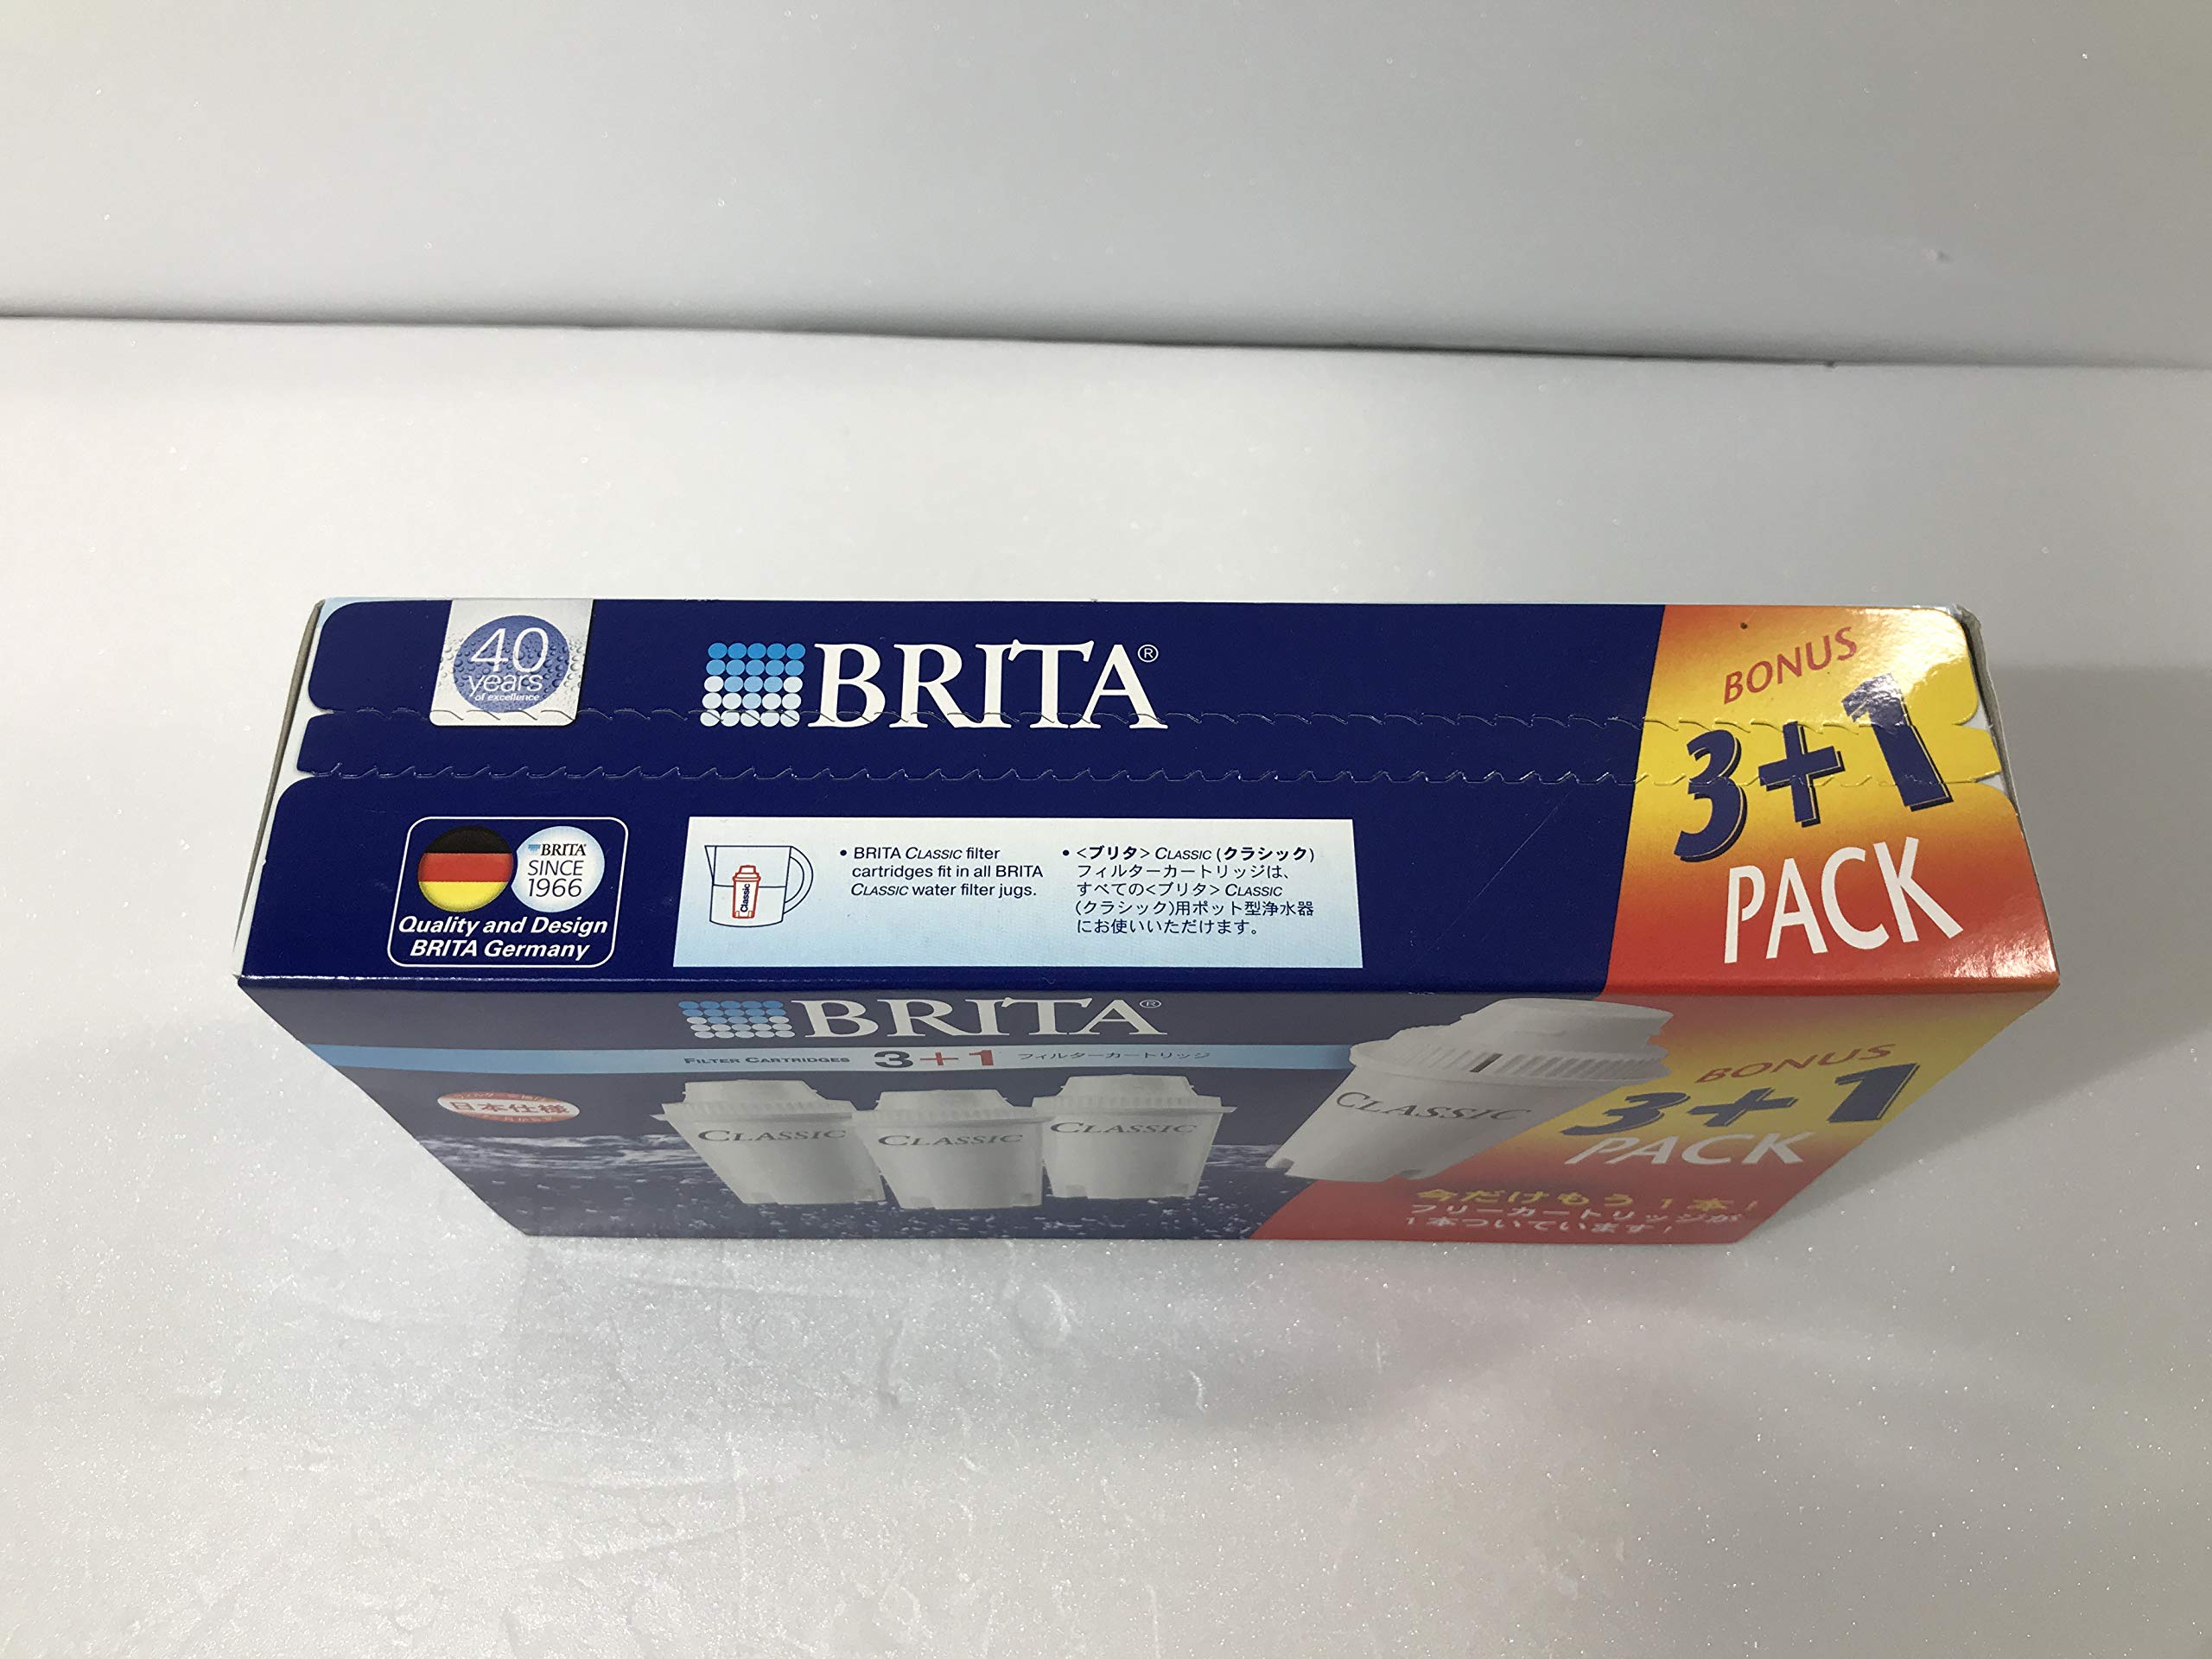 40
years
of excellence
BRITA®
BONUS
3+1
PACK
BRITA
SINCE
1966
Quality and Design
BRITA Germany
Classic
• BRITA CLASSIC filter
cartridges fit in all BRITA
CLASSIC water filter jugs.
• <ブリタ> CLASSIC (クラシック)
フィルターカートリッジは、
すべての<ブリタ> CLASSIC
(クラシック)用ポット型浄水器
にお使いいただけます。
BRITA®
FILTER CARTRIDGES 3+1 フィルターカートリッジ
日本仕様
CLASSIC
CLASSIC
CLASSIC
CLASSIC
BONUS
3+1
PACK
今だけもう1本!
フリーカートリッジが
1本ついています!